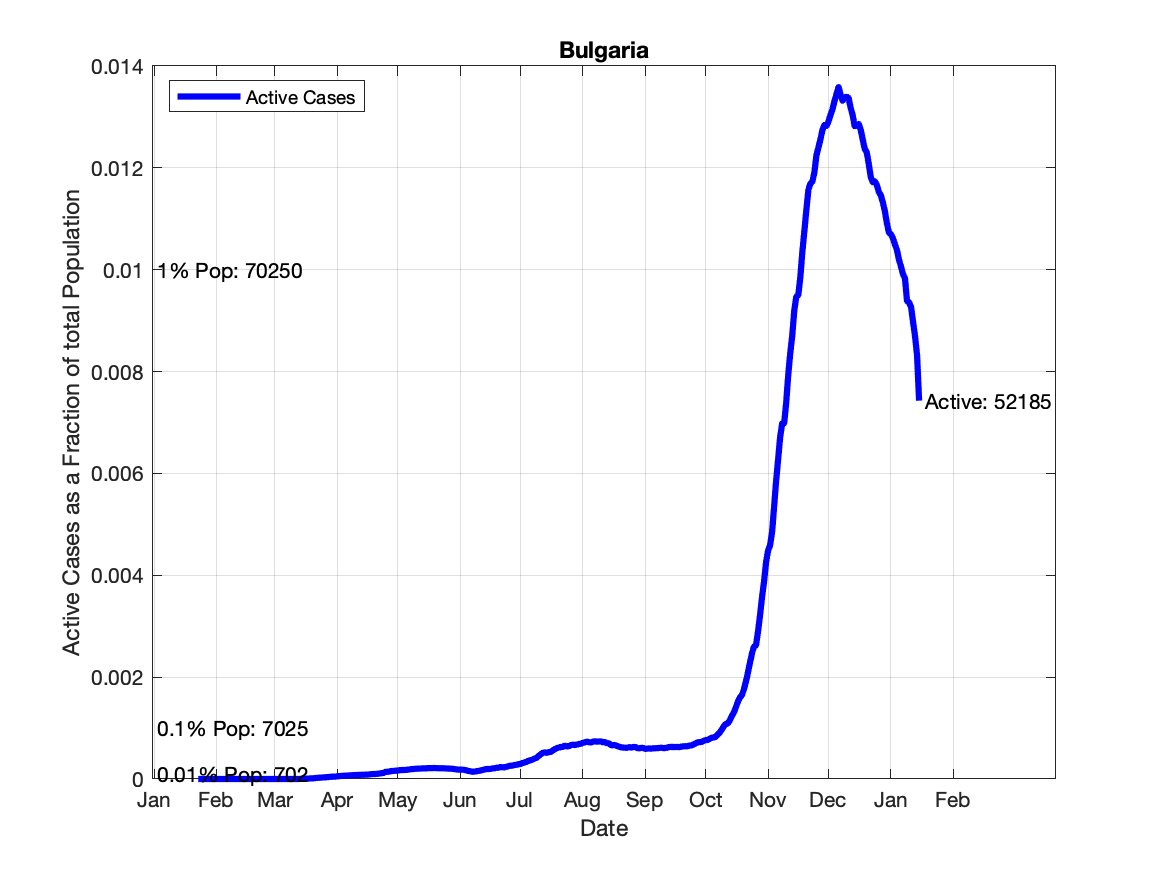 Bulgaria
Active Cases
Active Cases as a Fraction of total Population
0.014
0.012
0.01
0.008
0.006
0.004
0.002
0
1% Pop: 70250
0.1% Pop: 7025
0.01% Pop: 702
Active: 52185
Jan Feb Mar Apr May Jun Jul Aug Sep Oct Nov Dec Jan Feb
Date